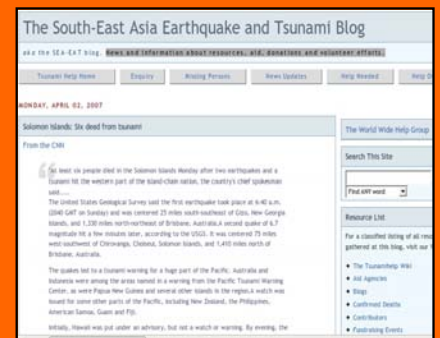 The South-East Asia Earthquake and Tsunami Blog
aka the SEA-EAT blog. News and information about resources, aid, donations and volunteer efforts.
Tsunami Help Home Enquiry Missing Persons News Updates Help Needed Help O
MONDAY, APRIL 02, 2007
Solomon Islands: Six dead from tsunami
From the CNN
at least six people died in the Solomon Islands Monday after two earthquakes and a
tsunami hit the western part of the island-chain nation, the country's chief spokesman
said....
The United States Geological Survey said the first earthquake took place at 6:40 a.m.
(2040 GMT on Sunday) and was centered 25 miles south-southeast of Gizo, New Georgia
Islands, and 1,330 miles north-northeast of Brisbane, Australia.A second quake of 6.7
magnitude hit a few minutes later, according to the USGS. It was centered 75 miles
west-southwest of Chirovanga, Choiseul, Solomon Islands, and 1,410 miles north of
Brisbane, Australia.
The quakes led to a tsunami warning for a huge part of the Pacific. Australia and
Indonesia were among the areas named in a warning from the Pacific Tsunami Warning
Center, as were Papua New Guinea and several other islands in the region.A watch was
issued for some other parts of the Pacific, including New Zealand, the Philippines,
American Samoa, Guam and Fiji.
Initially, Hawaii was put under an advisory, but not a watch or warning. By evening, the
The World Wide Help Group
Search This Site
Find ANY word
Resource List
For a classified listing of all reso
gathered at this blog, visit our
The Tsunamihelp Wiki
Aid Agencies
Blogs
Confirmed Deaths
Contributors
Fundraising Events